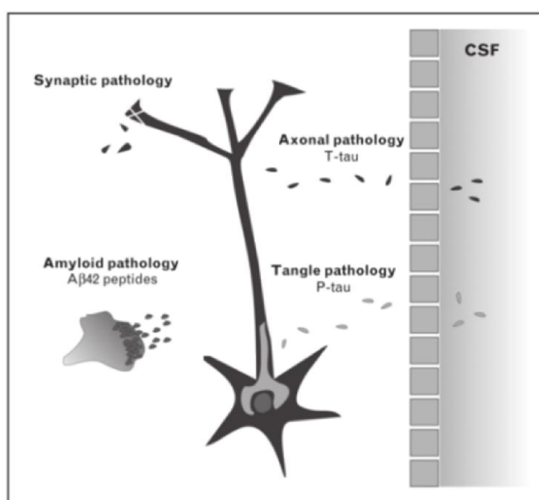 CSF
Synaptic pathology
Axonal pathology
T-tau
Amyloid pathology
Aβ42 peptides
Tangle pathology
P-tau